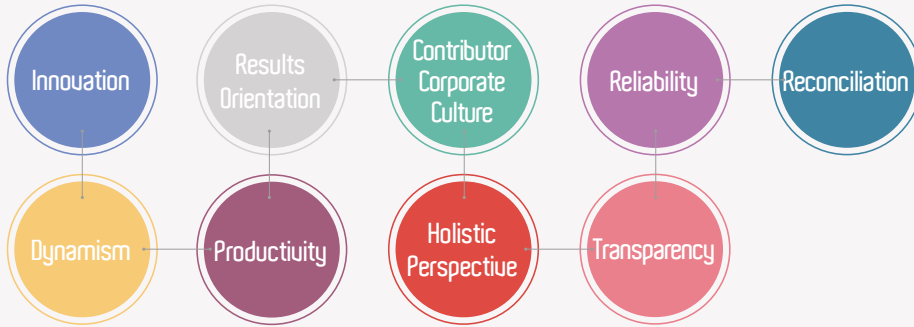 Innovation
Results
Orientation
Contributor
Corporate
Culture
Reliability
Reconciliation
Dynamism
Productivity
Holistic
Perspective
Transparency